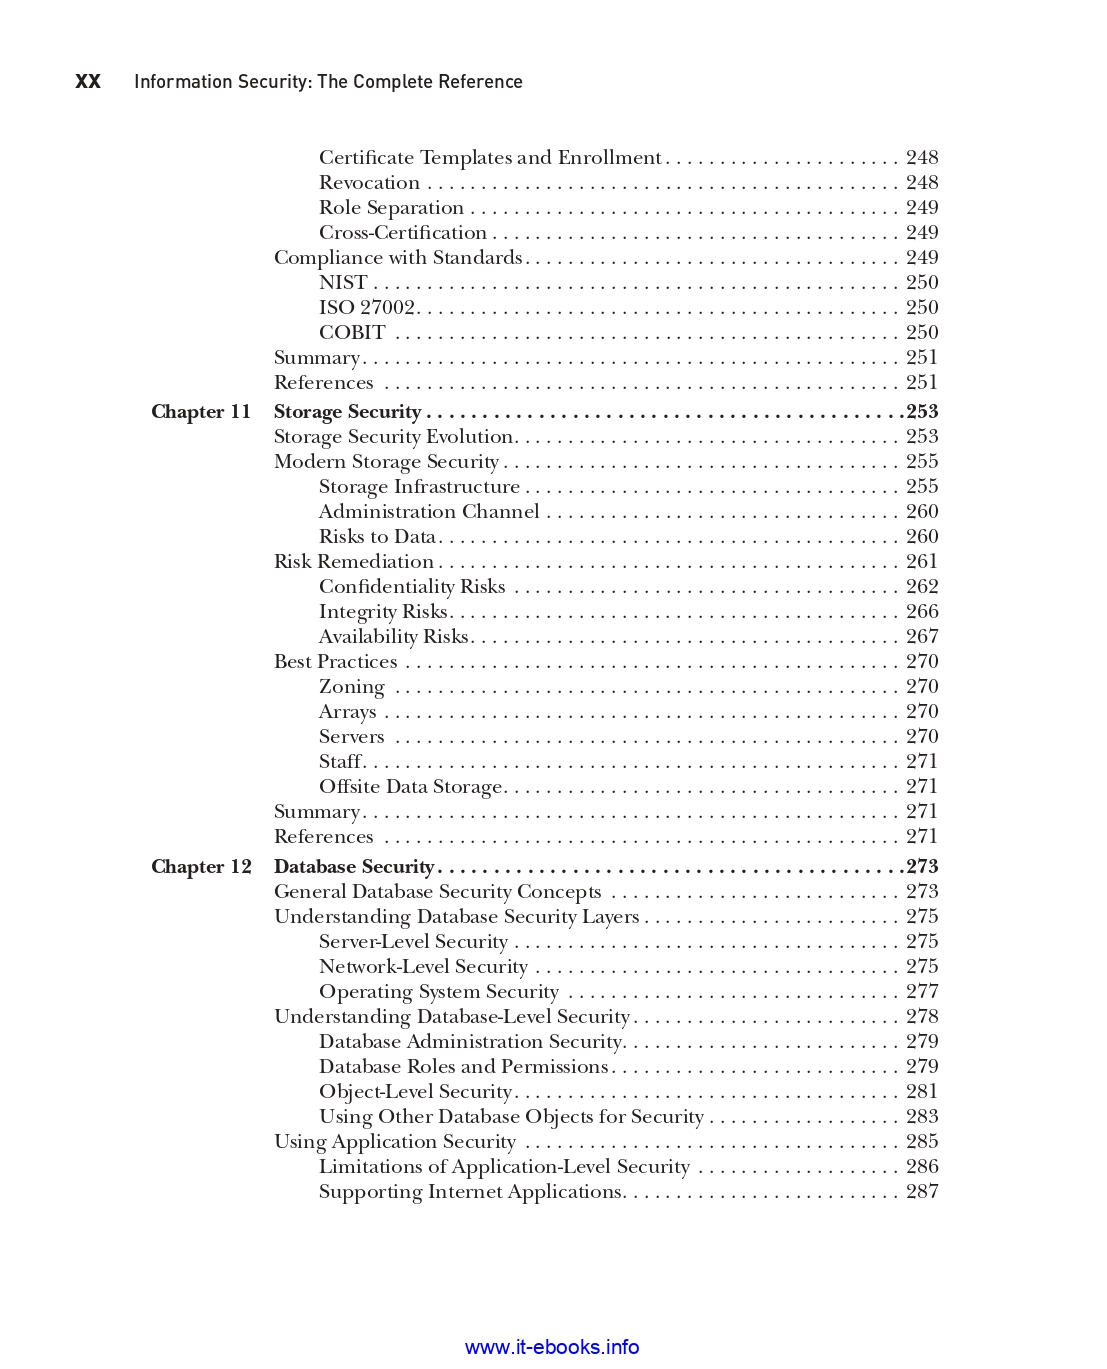 XX Information Security: The Complete Reference
Certificate Templates and Enrollment . . . . . . . . . . . . . . . . . . . . . . 248
Revocation . . . . . . . . . . . . . . . . . . . . . . . . . . . . . . . . . . . . . . . . . . . . 248
Role Separation . . . . . . . . . . . . . . . . . . . . . . . . . . . . . . . . . . . . . . . . 249
Cross-Certification . . . . . . . . . . . . . . . . . . . . . . . . . . . . . . . . . . . . . . 249
Compliance with Standards . . . . . . . . . . . . . . . . . . . . . . . . . . . . . . . . . . . 249
NIST . . . . . . . . . . . . . . . . . . . . . . . . . . . . . . . . . . . . . . . . . . . . . . . . . 250
ISO 27002 . . . . . . . . . . . . . . . . . . . . . . . . . . . . . . . . . . . . . . . . . . . . . 250
COBIT . . . . . . . . . . . . . . . . . . . . . . . . . . . . . . . . . . . . . . . . . . . . . . . 250
Summary . . . . . . . . . . . . . . . . . . . . . . . . . . . . . . . . . . . . . . . . . . . . . . . . . . 251
References . . . . . . . . . . . . . . . . . . . . . . . . . . . . . . . . . . . . . . . . . . . . . . . . 251
Chapter 11 Storage Security . . . . . . . . . . . . . . . . . . . . . . . . . . . . . . . . . . . . . . . . . . . 253
Storage Security Evolution . . . . . . . . . . . . . . . . . . . . . . . . . . . . . . . . . . . . 253
Modern Storage Security . . . . . . . . . . . . . . . . . . . . . . . . . . . . . . . . . . . . . 255
Storage Infrastructure . . . . . . . . . . . . . . . . . . . . . . . . . . . . . . . . . . . 255
Administration Channel . . . . . . . . . . . . . . . . . . . . . . . . . . . . . . . . . 260
Risks to Data . . . . . . . . . . . . . . . . . . . . . . . . . . . . . . . . . . . . . . . . . . . 260
Risk Remediation . . . . . . . . . . . . . . . . . . . . . . . . . . . . . . . . . . . . . . . . . . . 261
Confidentiality Risks . . . . . . . . . . . . . . . . . . . . . . . . . . . . . . . . . . . . 262
Integrity Risks . . . . . . . . . . . . . . . . . . . . . . . . . . . . . . . . . . . . . . . . . . 266
Availability Risks . . . . . . . . . . . . . . . . . . . . . . . . . . . . . . . . . . . . . . . . 267
Best Practices . . . . . . . . . . . . . . . . . . . . . . . . . . . . . . . . . . . . . . . . . . . . . . 270
Zoning . . . . . . . . . . . . . . . . . . . . . . . . . . . . . . . . . . . . . . . . . . . . . . . 270
Arrays . . . . . . . . . . . . . . . . . . . . . . . . . . . . . . . . . . . . . . . . . . . . . . . . 270
Servers . . . . . . . . . . . . . . . . . . . . . . . . . . . . . . . . . . . . . . . . . . . . . . . 270
Staff . . . . . . . . . . . . . . . . . . . . . . . . . . . . . . . . . . . . . . . . . . . . . . . . . . 271
Offsite Data Storage . . . . . . . . . . . . . . . . . . . . . . . . . . . . . . . . . . . . . 271
Summary . . . . . . . . . . . . . . . . . . . . . . . . . . . . . . . . . . . . . . . . . . . . . . . . . . 271
References . . . . . . . . . . . . . . . . . . . . . . . . . . . . . . . . . . . . . . . . . . . . . . . . 271
Chapter 12 Database Security . . . . . . . . . . . . . . . . . . . . . . . . . . . . . . . . . . . . . . . . . . 273
General Database Security Concepts . . . . . . . . . . . . . . . . . . . . . . . . . . . 273
Understanding Database Security Layers . . . . . . . . . . . . . . . . . . . . . . . . 275
Server-Level Security . . . . . . . . . . . . . . . . . . . . . . . . . . . . . . . . . . . . 275
Network-Level Security . . . . . . . . . . . . . . . . . . . . . . . . . . . . . . . . . . 275
Operating System Security . . . . . . . . . . . . . . . . . . . . . . . . . . . . . . . 277
Understanding Database-Level Security . . . . . . . . . . . . . . . . . . . . . . . . . 278
Database Administration Security . . . . . . . . . . . . . . . . . . . . . . . . . . 279
Database Roles and Permissions . . . . . . . . . . . . . . . . . . . . . . . . . . . 279
Object-Level Security . . . . . . . . . . . . . . . . . . . . . . . . . . . . . . . . . . . . 281
Using Other Database Objects for Security . . . . . . . . . . . . . . . . . . 283
Using Application Security . . . . . . . . . . . . . . . . . . . . . . . . . . . . . . . . . . . 285
Limitations of Application-Level Security . . . . . . . . . . . . . . . . . . . 286
Supporting Internet Applications . . . . . . . . . . . . . . . . . . . . . . . . . . 287
www.it-ebooks.info